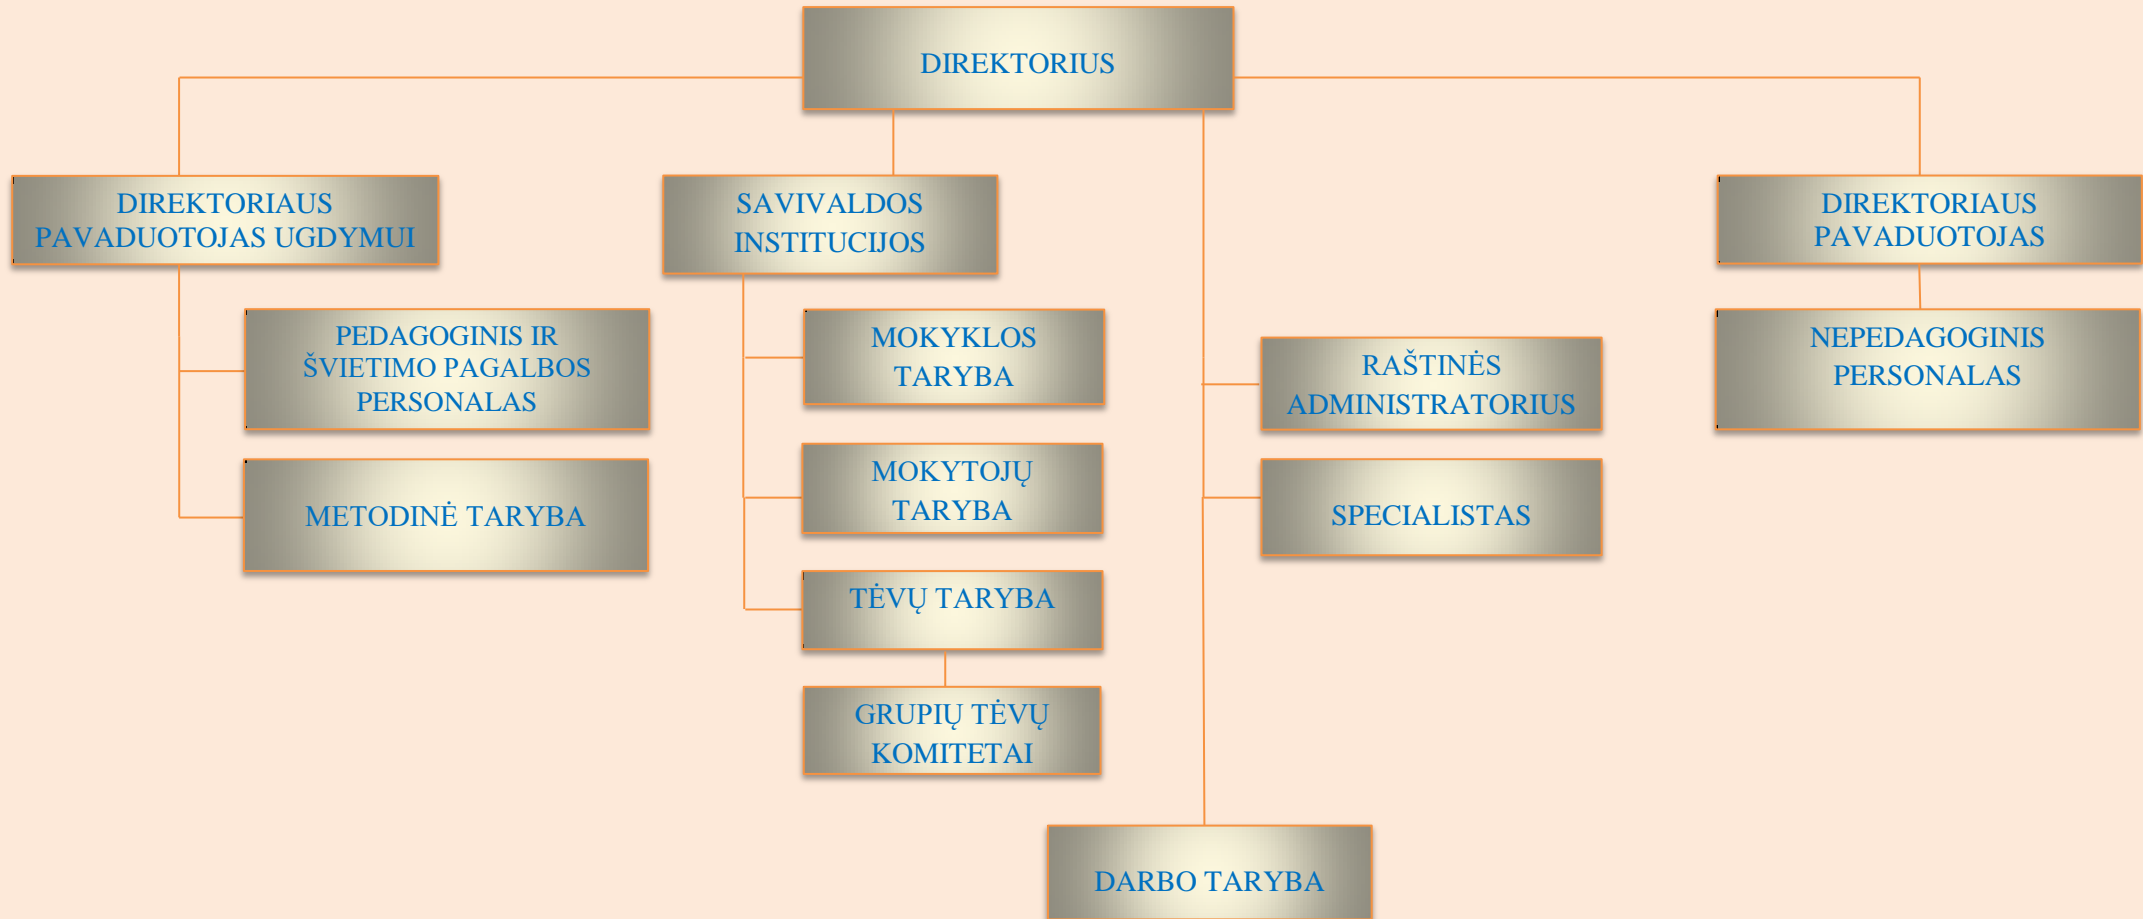 DIREKTORIUS
DIREKTORIAUS
PAVADUOTOJAS UGDYMUI
SAVIVALDOS
INSTITUCIJOS
DIREKTORIAUS
PAVADUOTOJAS
PEDAGOGINIS IR
ŠVIETIMO PAGALBOS
PERSONALAS
METODINĖ TARYBA
MOKYKLOS
TARYBA
MOKYTOJŲ
TARYBA
TĖVŲ TARYBA
GRUPIŲ TĖVŲ
KOMITETAI
RAŠTINĖS
ADMINISTRATORIUS
SPECIALISTAS
NEPEDAGOGINIS
PERSONALAS
DARBO TARYBA